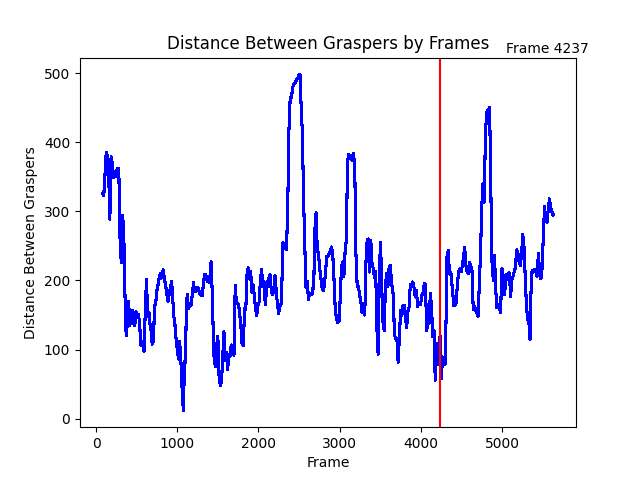 Distance Between Graspers by Frames
Frame 4237
Distance Between Graspers
500
400
300
200
100
0
0 1000 2000 3000 4000 5000
Frame